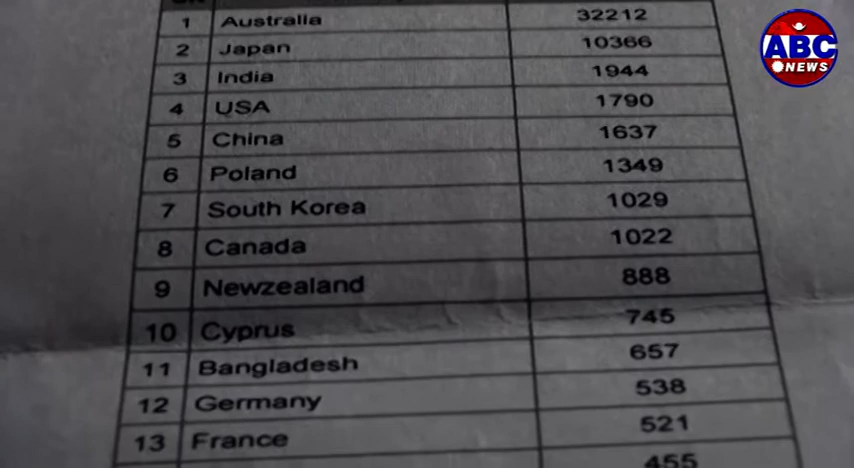 1 Australia 32212
2 Japan 10366
3 India 1944
4 USA 1790
5 China 1637
6 Poland 1349
7 South Korea 1029
8 Canada 1022
9 Newzealand 888
10 Cyprus 745
11 Bangladesh 657
12 Germany 538
13 France 521
455
ABC
NEWS